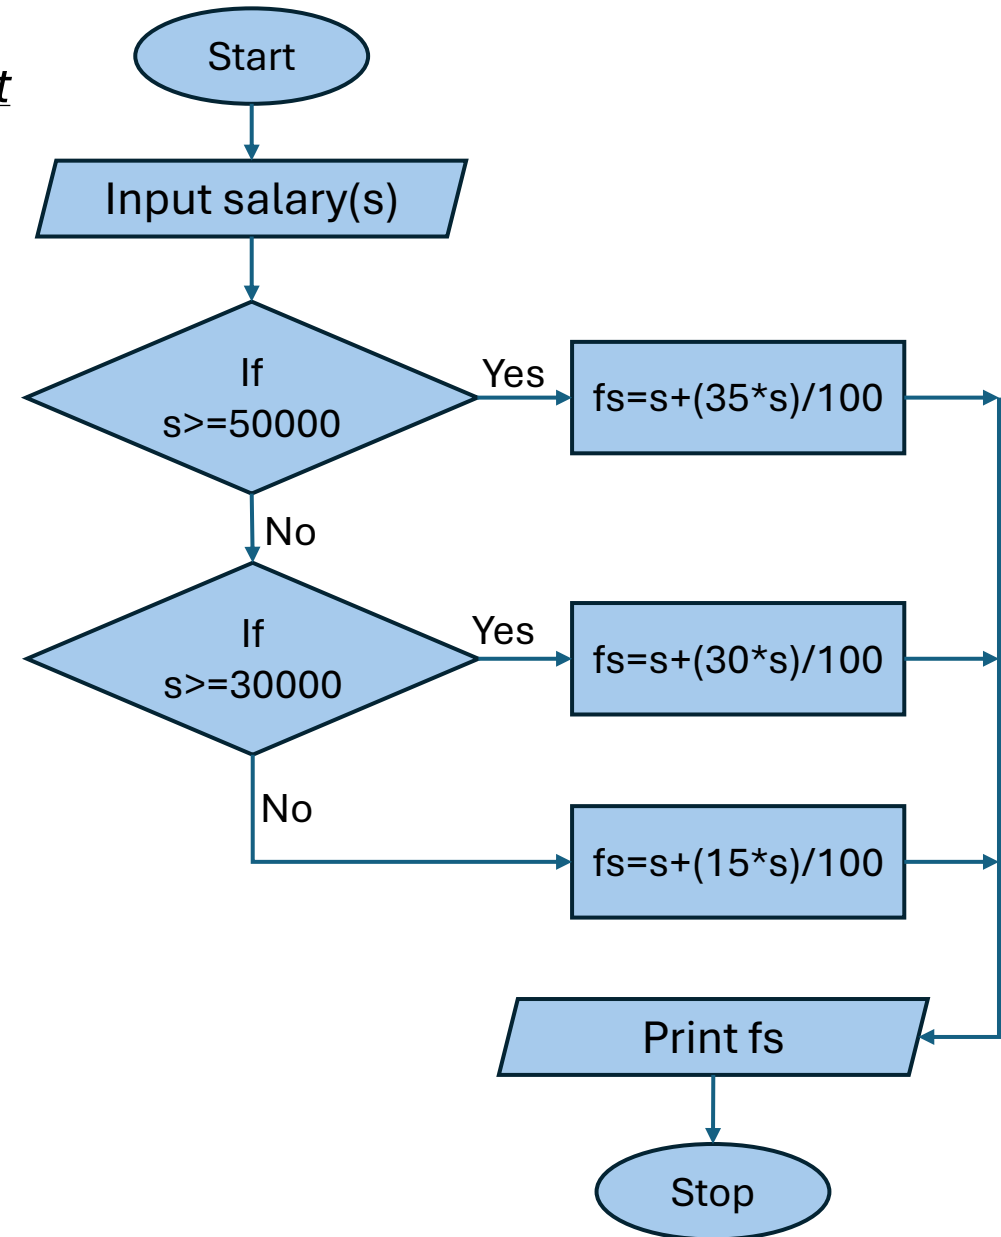 Start
t
Input salary(s)
If
s>=50000
Yes
fs=s+(35*s)/100
No
If
s>=30000
Yes
fs=s+(30*s)/100
No
fs=s+(15*s)/100
Print fs
Stop